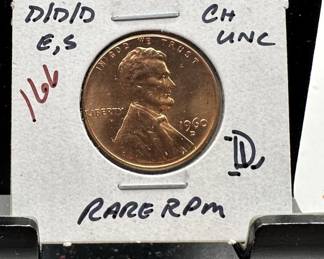 D/D/D
E,S
CH
UNC
166
IN GOD WE TRUST
LIBERTY
1960
D
D
RARE RPM